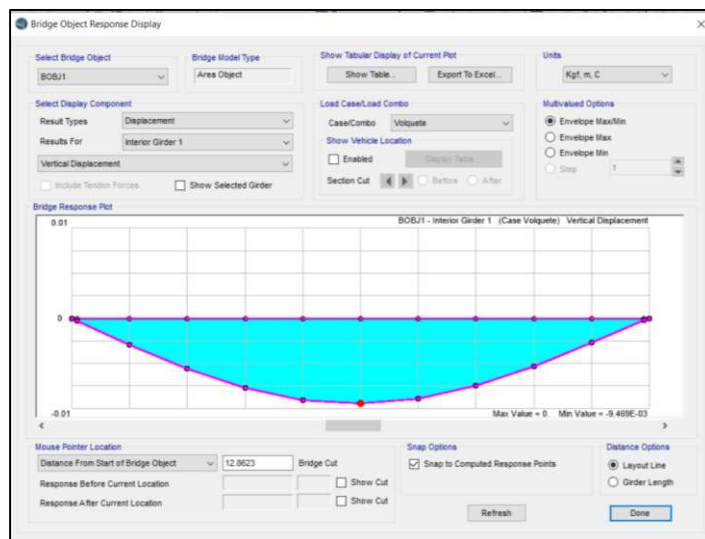 Bridge Object Response Display
Select Bridge Object
BOBJ1
Bridge Model Type
Area Object
Show Tabular Display of Current Plot
Show Table...
Export To Excel...
Units
Kgf, m, C
Select Display Component
Result Types
Displacement
Results For
Interior Girder 1
Vertical Displacement
Include Tendon Forces
Show Selected Girder
Load Case/Load Combo
Case/Combo
Volquete
Show Vehicle Location
Enabled
Display Table...
Section Cut
Before
After
Multivalued Options
Envelope Max/Min
Envelope Max
Envelope Min
Step
1
Bridge Response Plot
0.01
BOBJ1 - Interior Girder 1 (Case Volquete) Vertical Displacement
0
-0.01
Max Value = 0. Min Value = -9.469E-03
Mouse Pointer Location
Distance From Start of Bridge Object
12.8623
Bridge Cut
Response Before Current Location
Show Cut
Response After Current Location
Show Cut
Snap Options
Snap to Computed Response Points
Distance Options
Layout Line
Girder Length
Refresh
Done